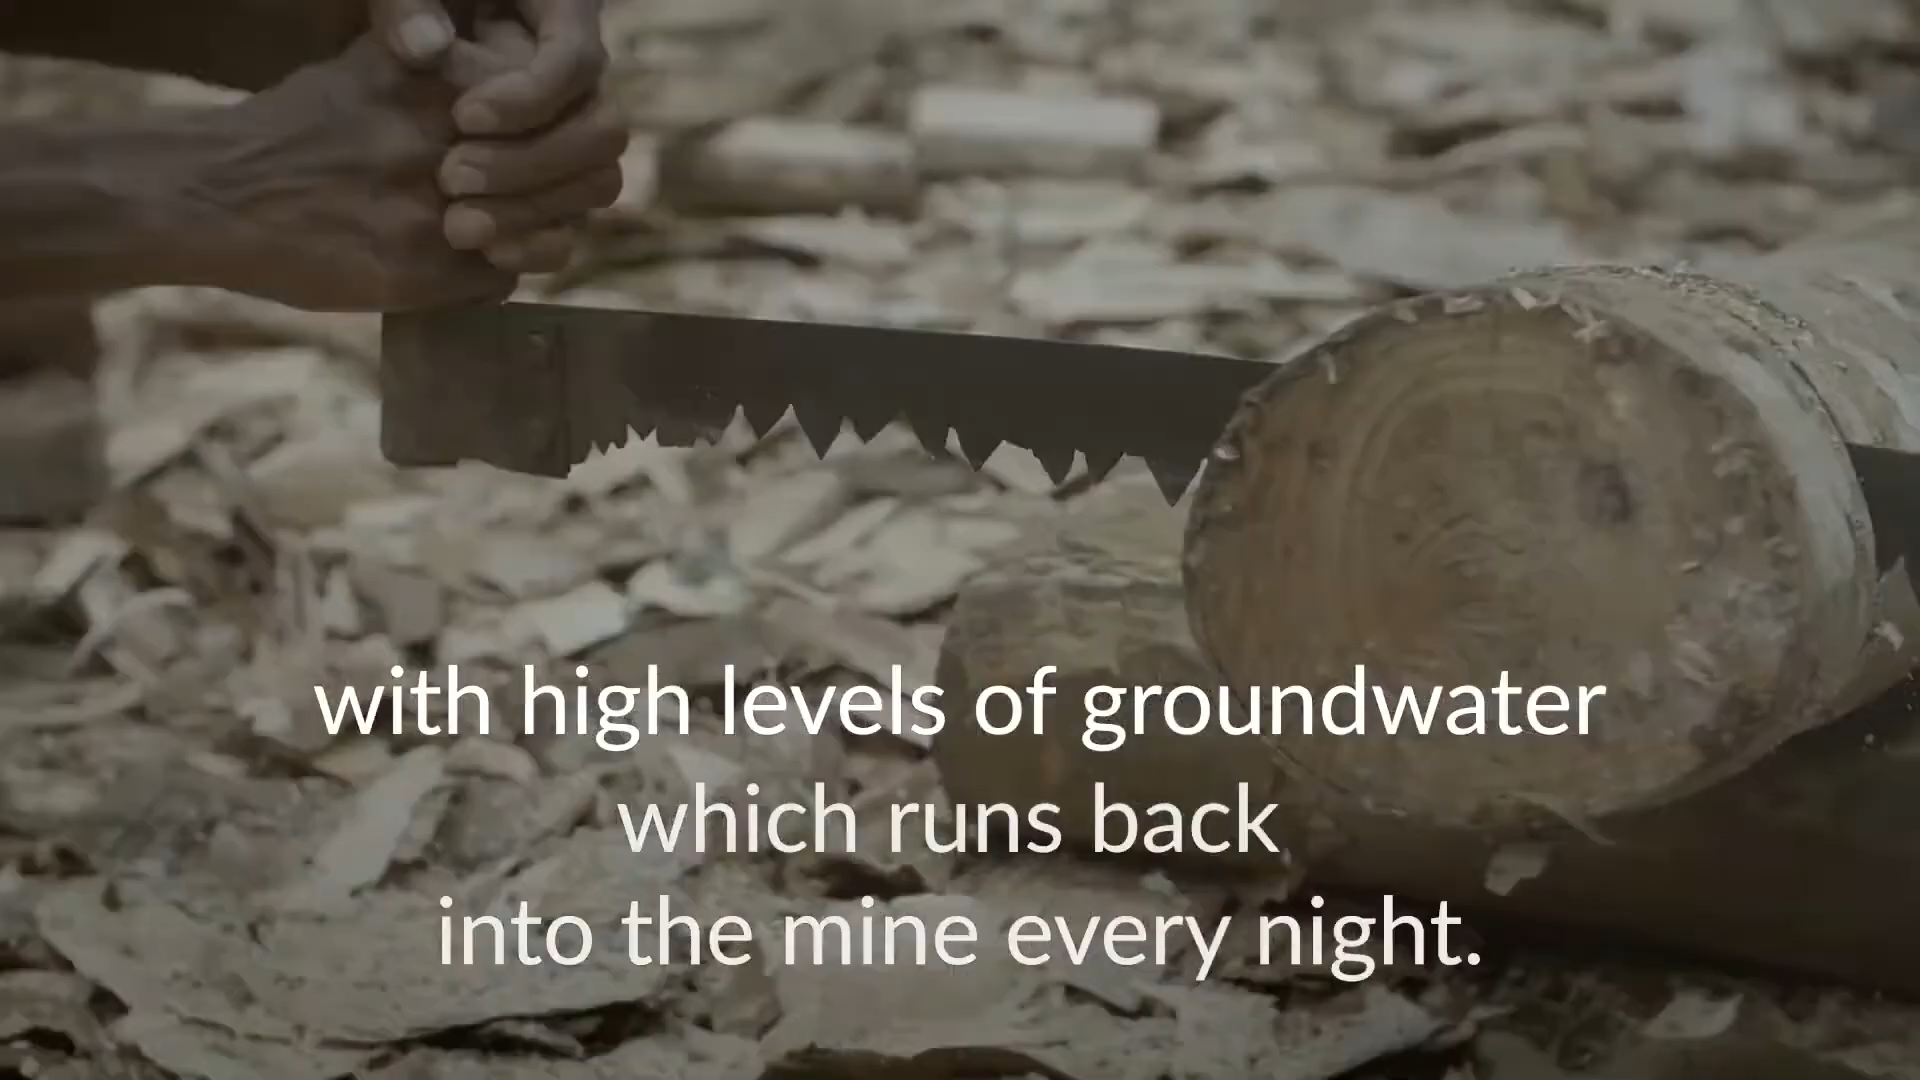 with high levels of groundwater
which runs back
into the mine every night.